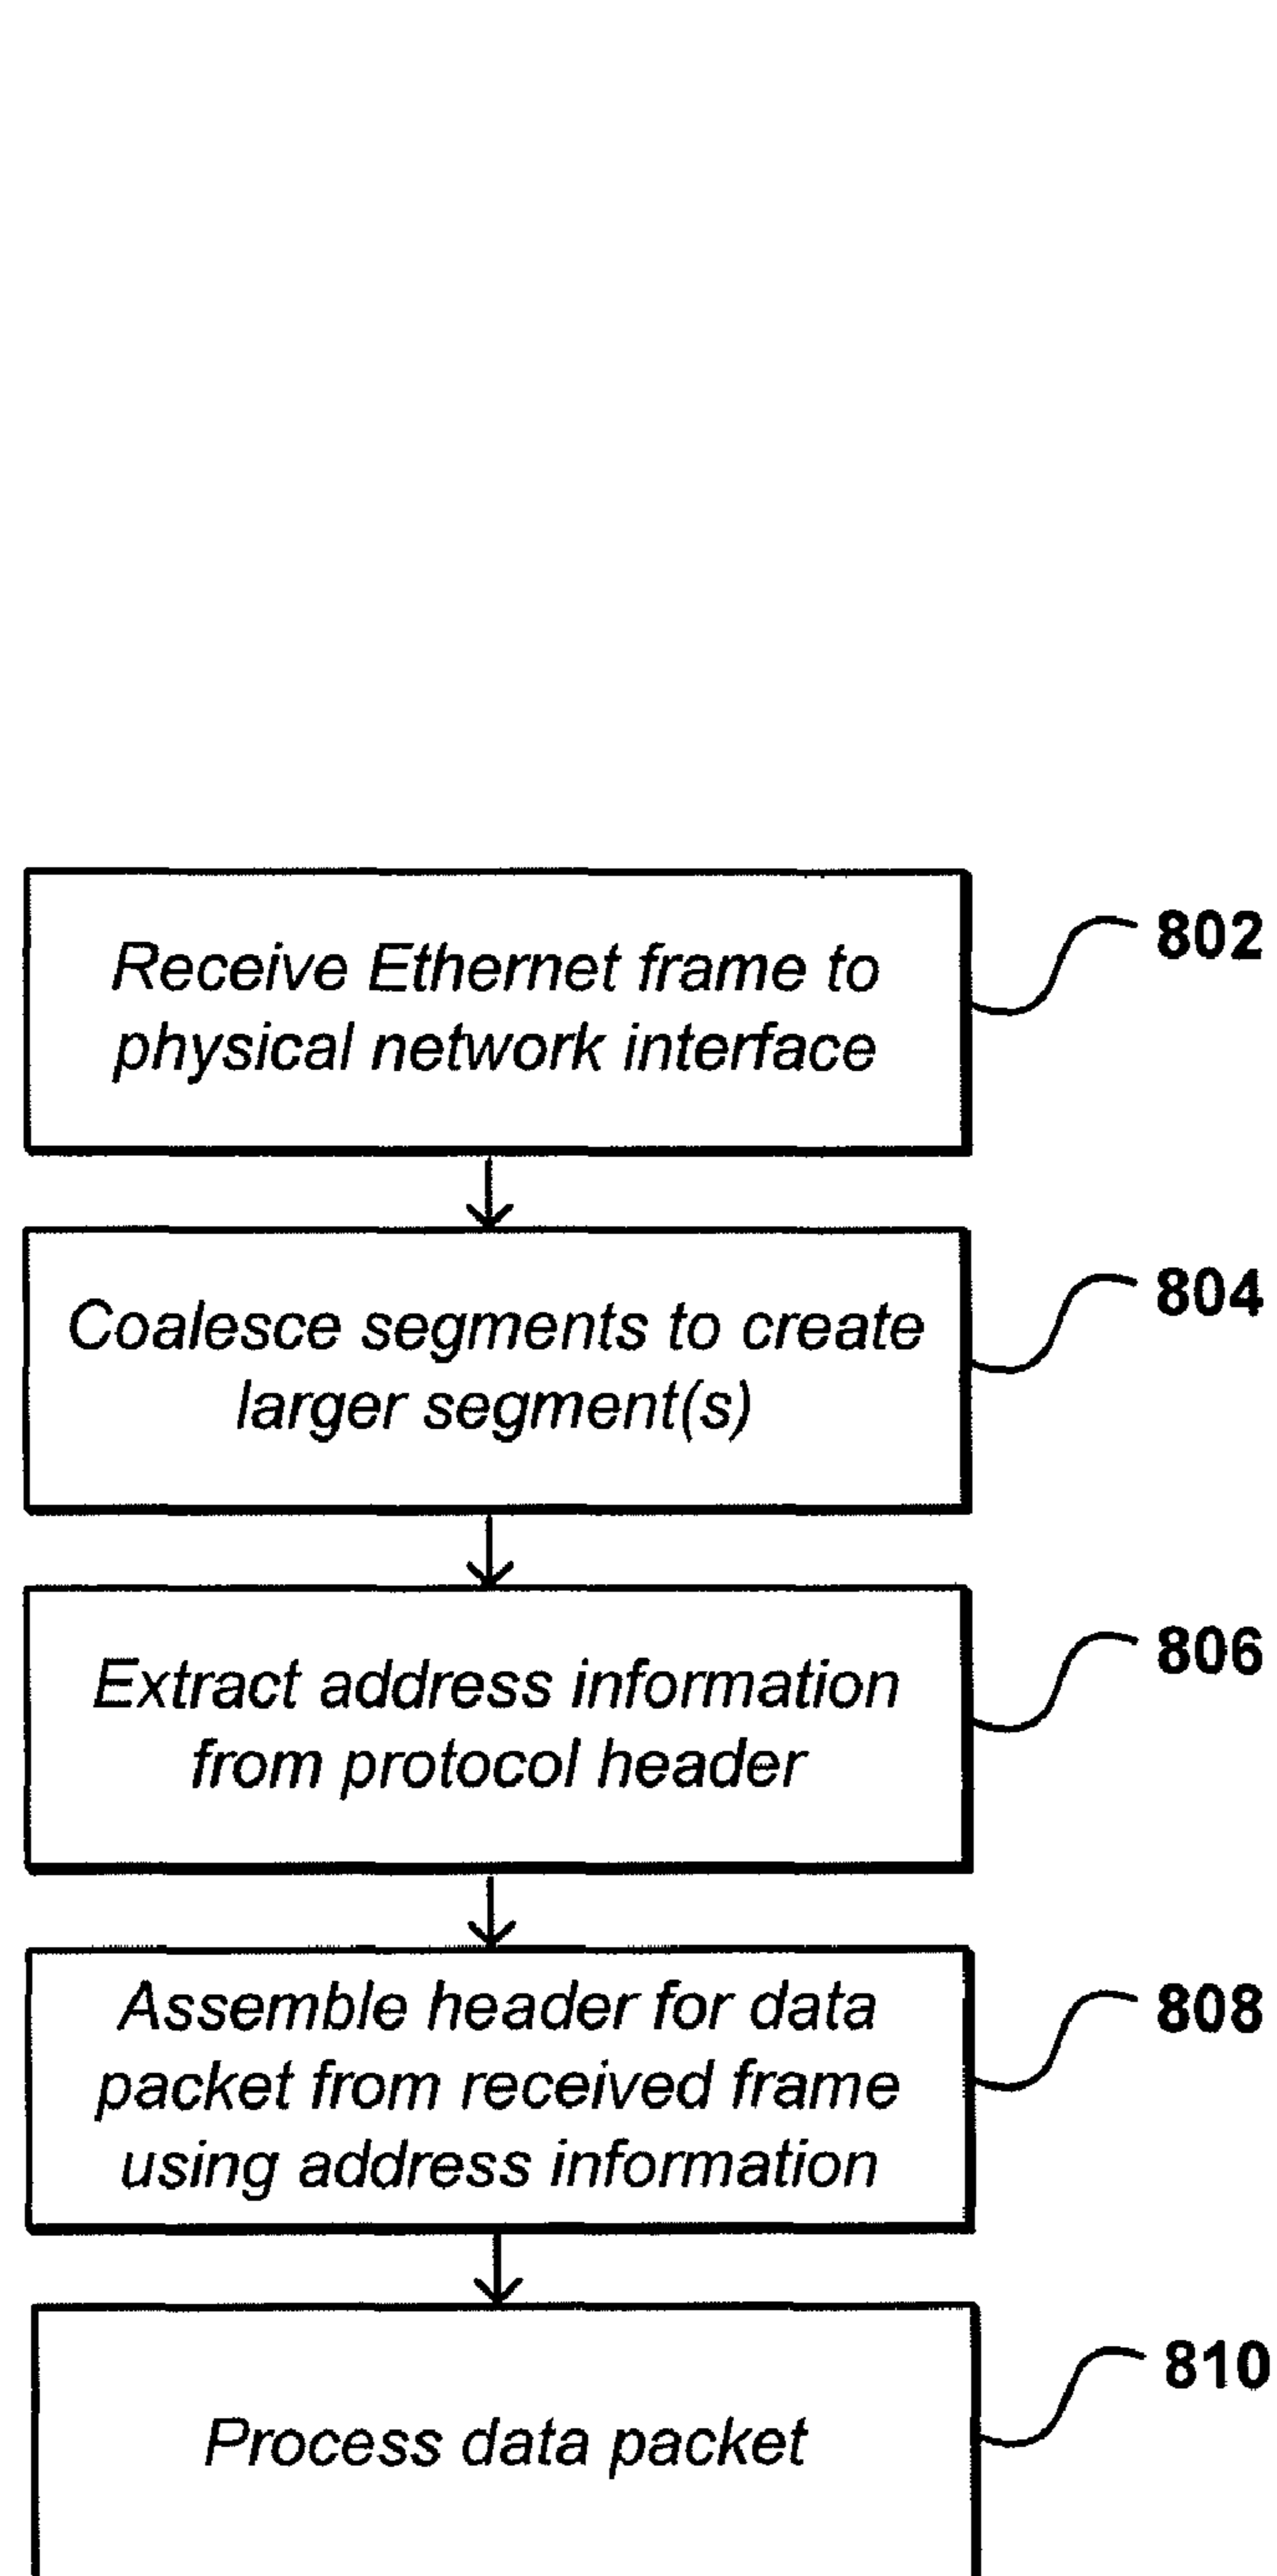 Receive Ethernet frame to
physical network interface
802
Coalesce segments to create
larger segment(s)
804
Extract address information
from protocol header
806
Assemble header for data
packet from received frame
using address information
808
Process data packet
810